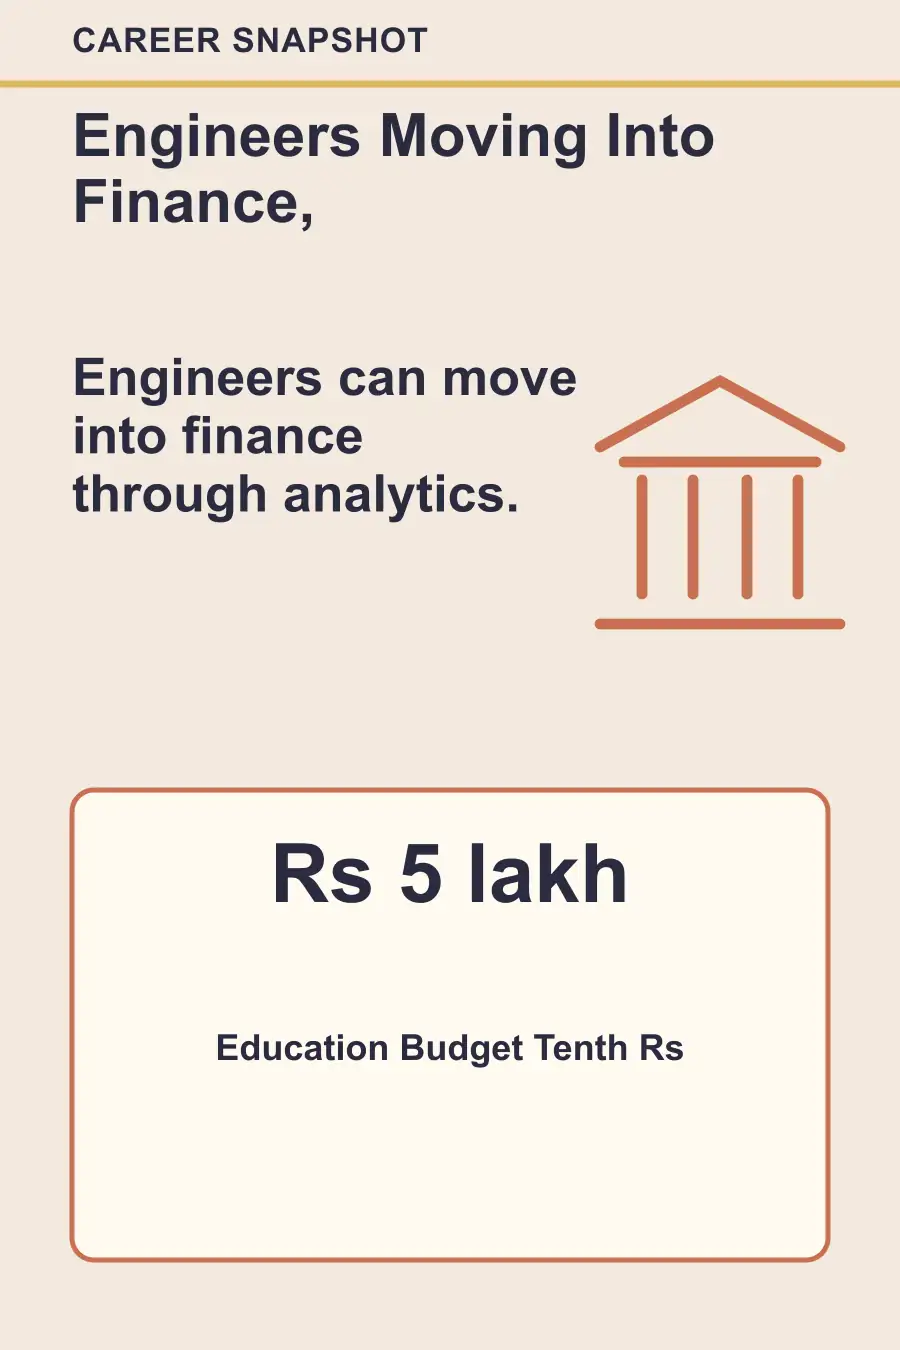 CAREER SNAPSHOT
Engineers Moving Into
Finance,
Engineers can move
into finance
through analytics.
Rs 5 lakh
Education Budget Tenth Rs